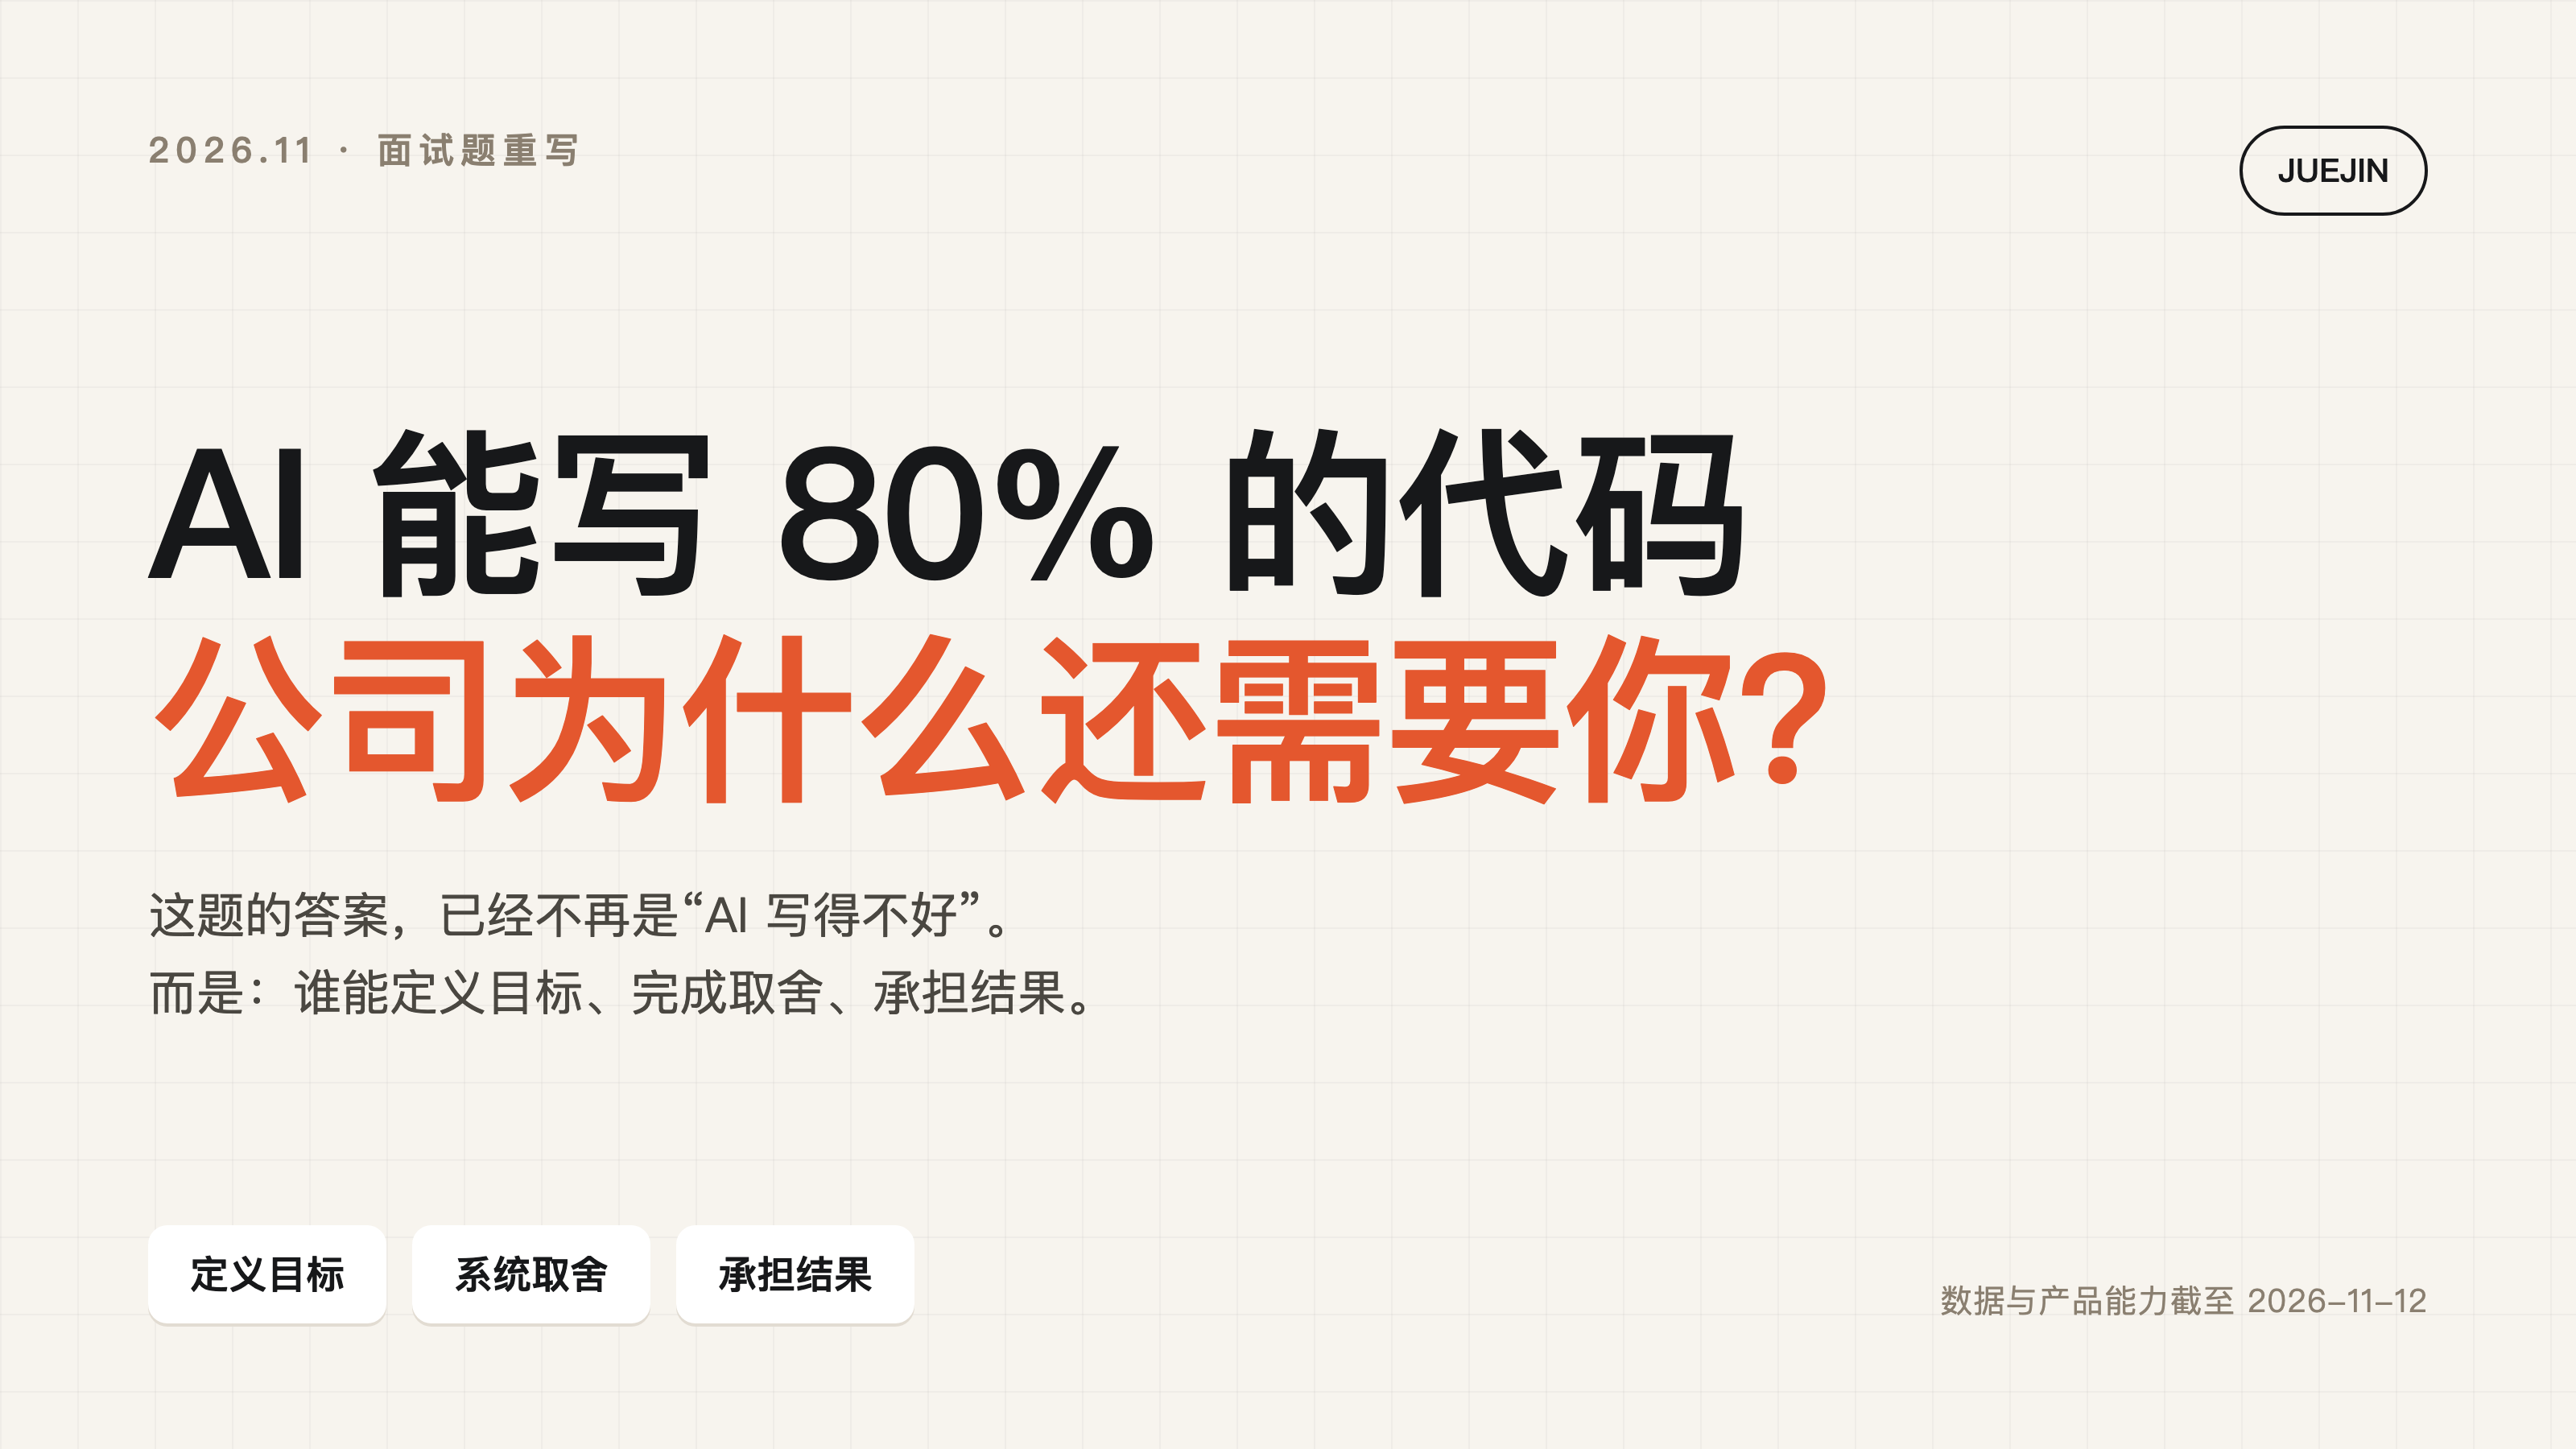 2026.11 · 面试题重写
JUEJIN
AI 能写 80% 的代码
公司为什么还需要你?
这题的答案，已经不再是“AI 写得不好”。
而是：谁能定义目标、完成取舍、承担结果。
定义目标
系统取舍
承担结果
数据与产品能力截至 2026-11-12